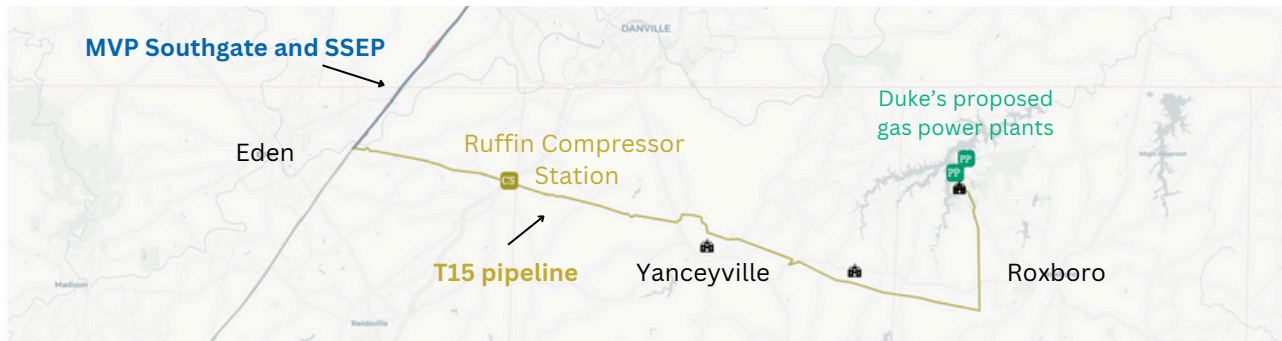 DANVILLE
MVP Southgate and SSEP
Duke's proposed
gas power plants
Eden
Ruffin Compressor
Station
CS
PP
PP
T15 pipeline
Yanceyville
Roxboro
Madison
Reidsville